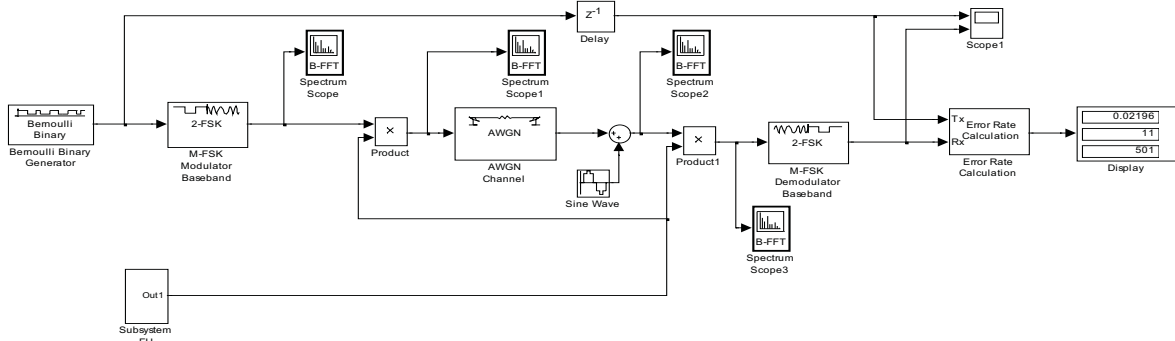 Z-1
Delay
Scope1
B-FFT
Spectrum
Scope
B-FFT
Spectrum
Scope1
B-FFT
Spectrum
Scope2
Bernoulli
Binary
Bernoulli Binary
Generator
2-FSK
M-FSK
Modulator
Baseband
×
Product
AWGN
AWGN
Channel
Sine Wave
×
Product1
2-FSK
M-FSK
Demodulator
Baseband
Tx
Rx
Error Rate
Calculation
Error Rate
Calculation
0.02196
11
501
Display
B-FFT
Spectrum
Scope3
Out1
Subsystem